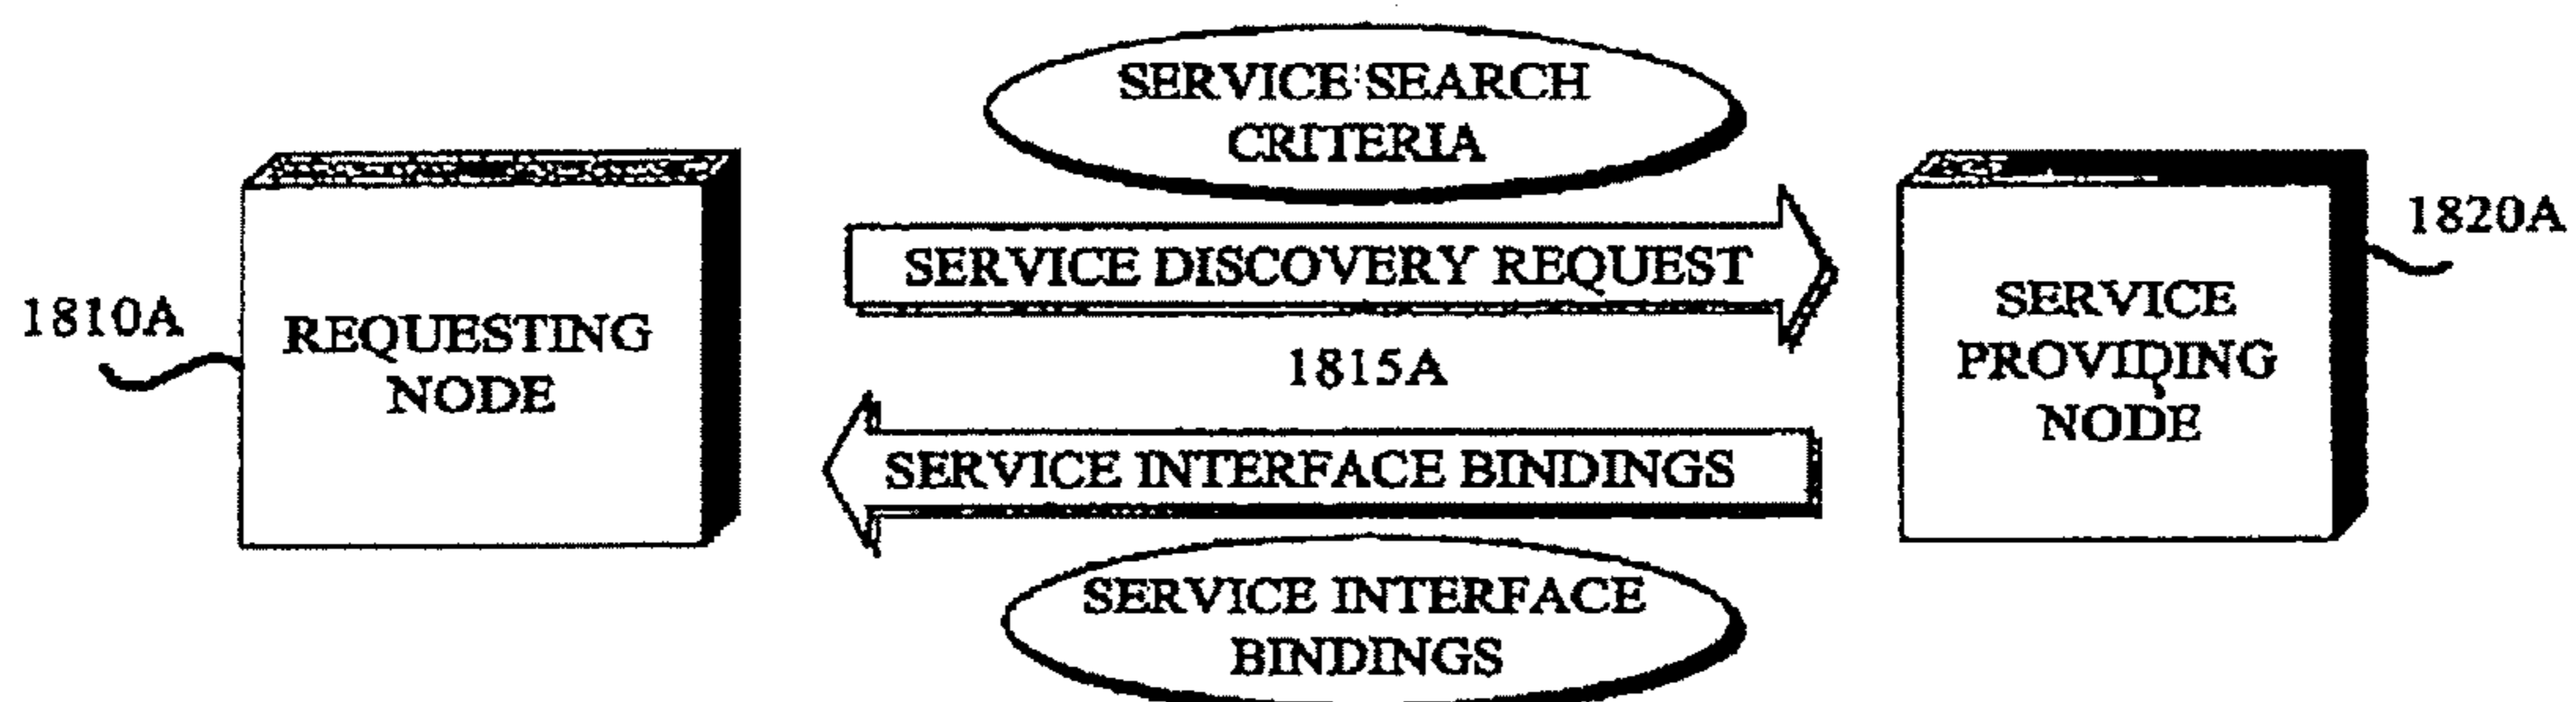 SERVICE SEARCH
CRITERIA
1820A
SERVICE DISCOVERY REQUEST
1810A
REQUESTING
NODE
SERVICE
PROVIDING
NODE
1815A
SERVICE INTERFACE BINDINGS
SERVICE INTERFACE
BINDINGS